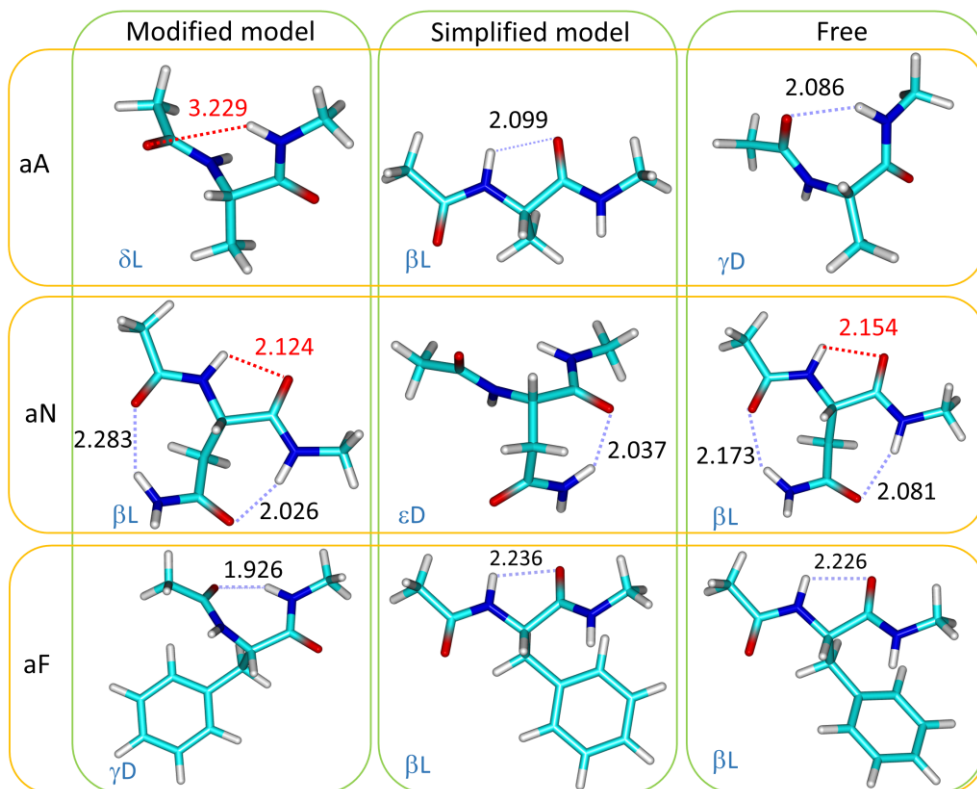 Modified model
Simplified model
Free
aA
3.229
δL
2.099
βL
2.086
γD
aN
2.124
2.283
2.026
βL
2.037
εD
2.154
2.173
2.081
βL
aF
1.926
γD
2.236
βL
2.226
βL